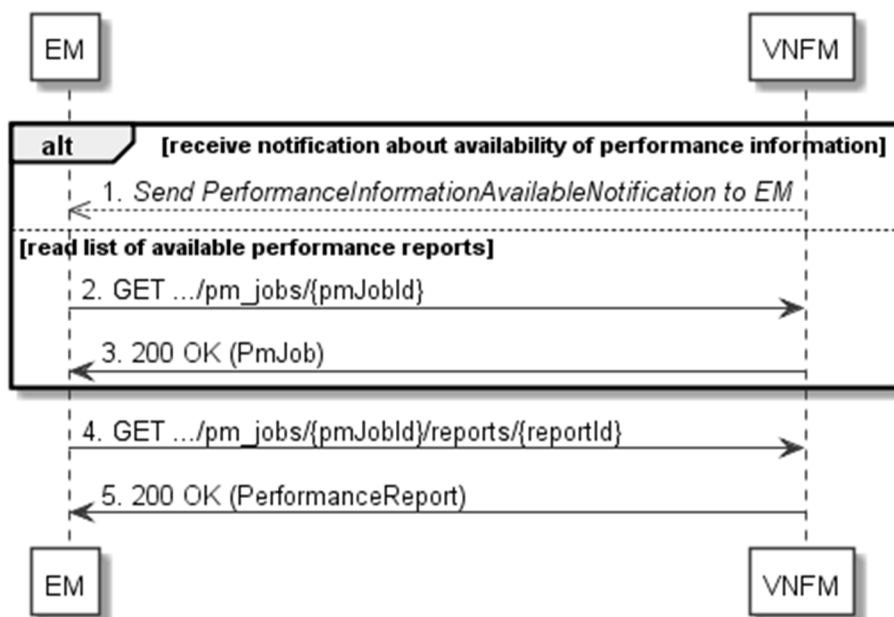 EM
VNFM
alt
[receive notification about availability of performance information]
1. Send PerformanceInformationAvailableNotification to EM
[read list of available performance reports]
2. GET .../pm_jobs/{pmJobId}
3. 200 OK (PmJob)
4. GET .../pm_jobs/{pmJobId}/reports/{reportId}
5. 200 OK (PerformanceReport)
EM
VNFM